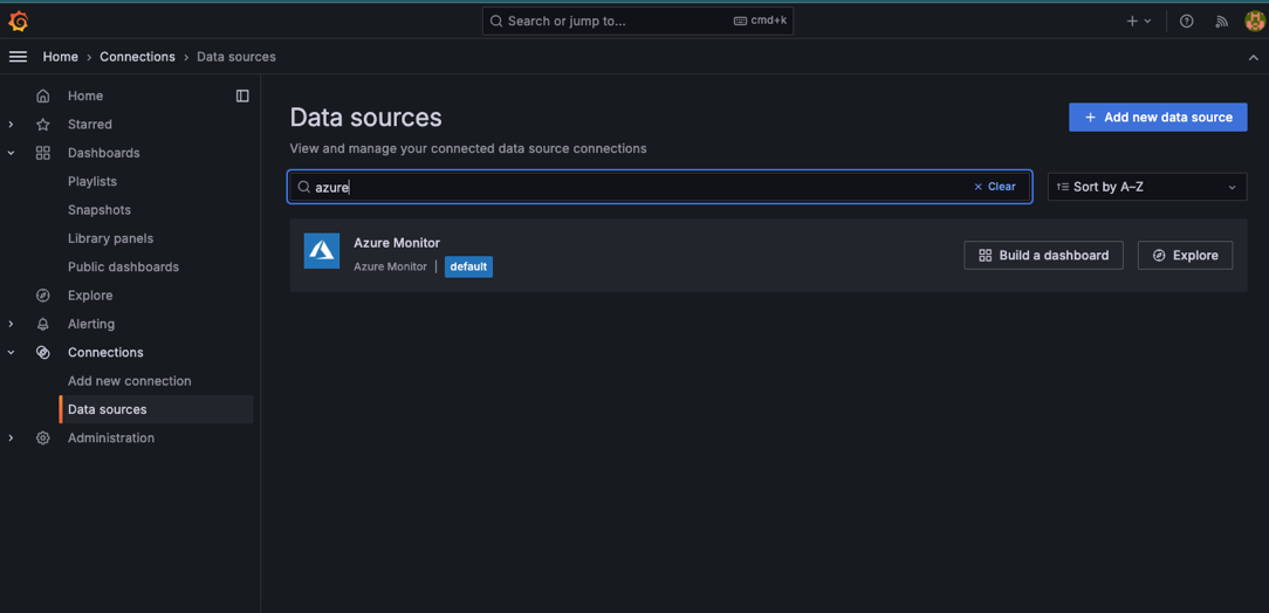 Search or jump to...
cmd+k
Home › Connections › Data sources
Home
Starred
Dashboards
Playlists
Snapshots
Library panels
Public dashboards
Explore
Alerting
Connections
Add new connection
Data sources
Administration
Data sources
+ Add new data source
View and manage your connected data source connections
azure
Clear
Sort by A–Z
Azure Monitor
Azure Monitor | default
Build a dashboard
Explore